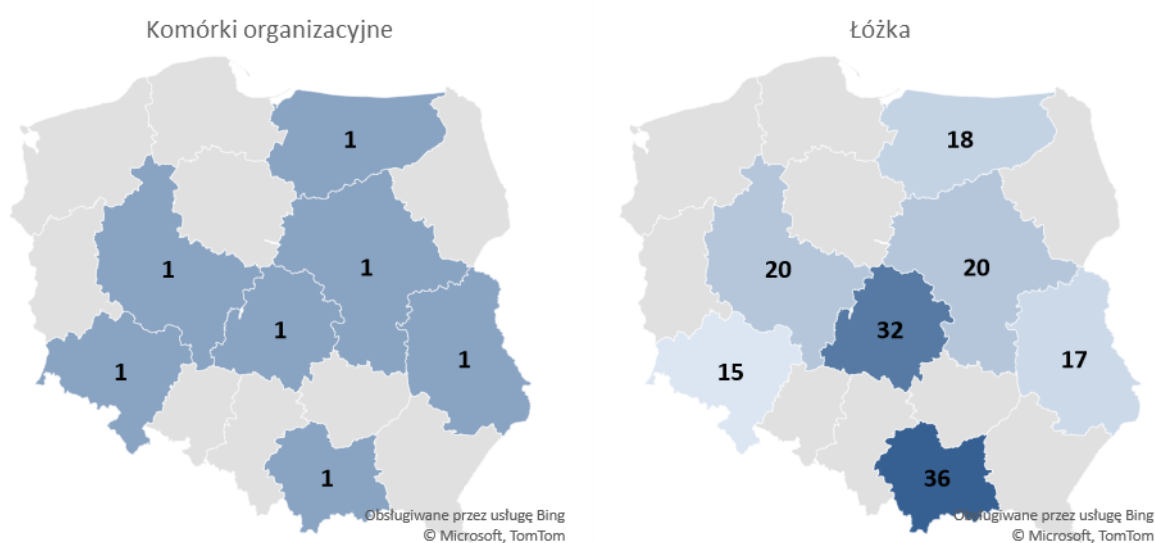 Komórki organizacyjne
1
1
1
1
1
1
1
Obsługiwane przez usługę Bing
© Microsoft, TomTom
Łóżka
18
20
20
32
17
15
36
Obsługiwane przez usługę Bing
© Microsoft, TomTom